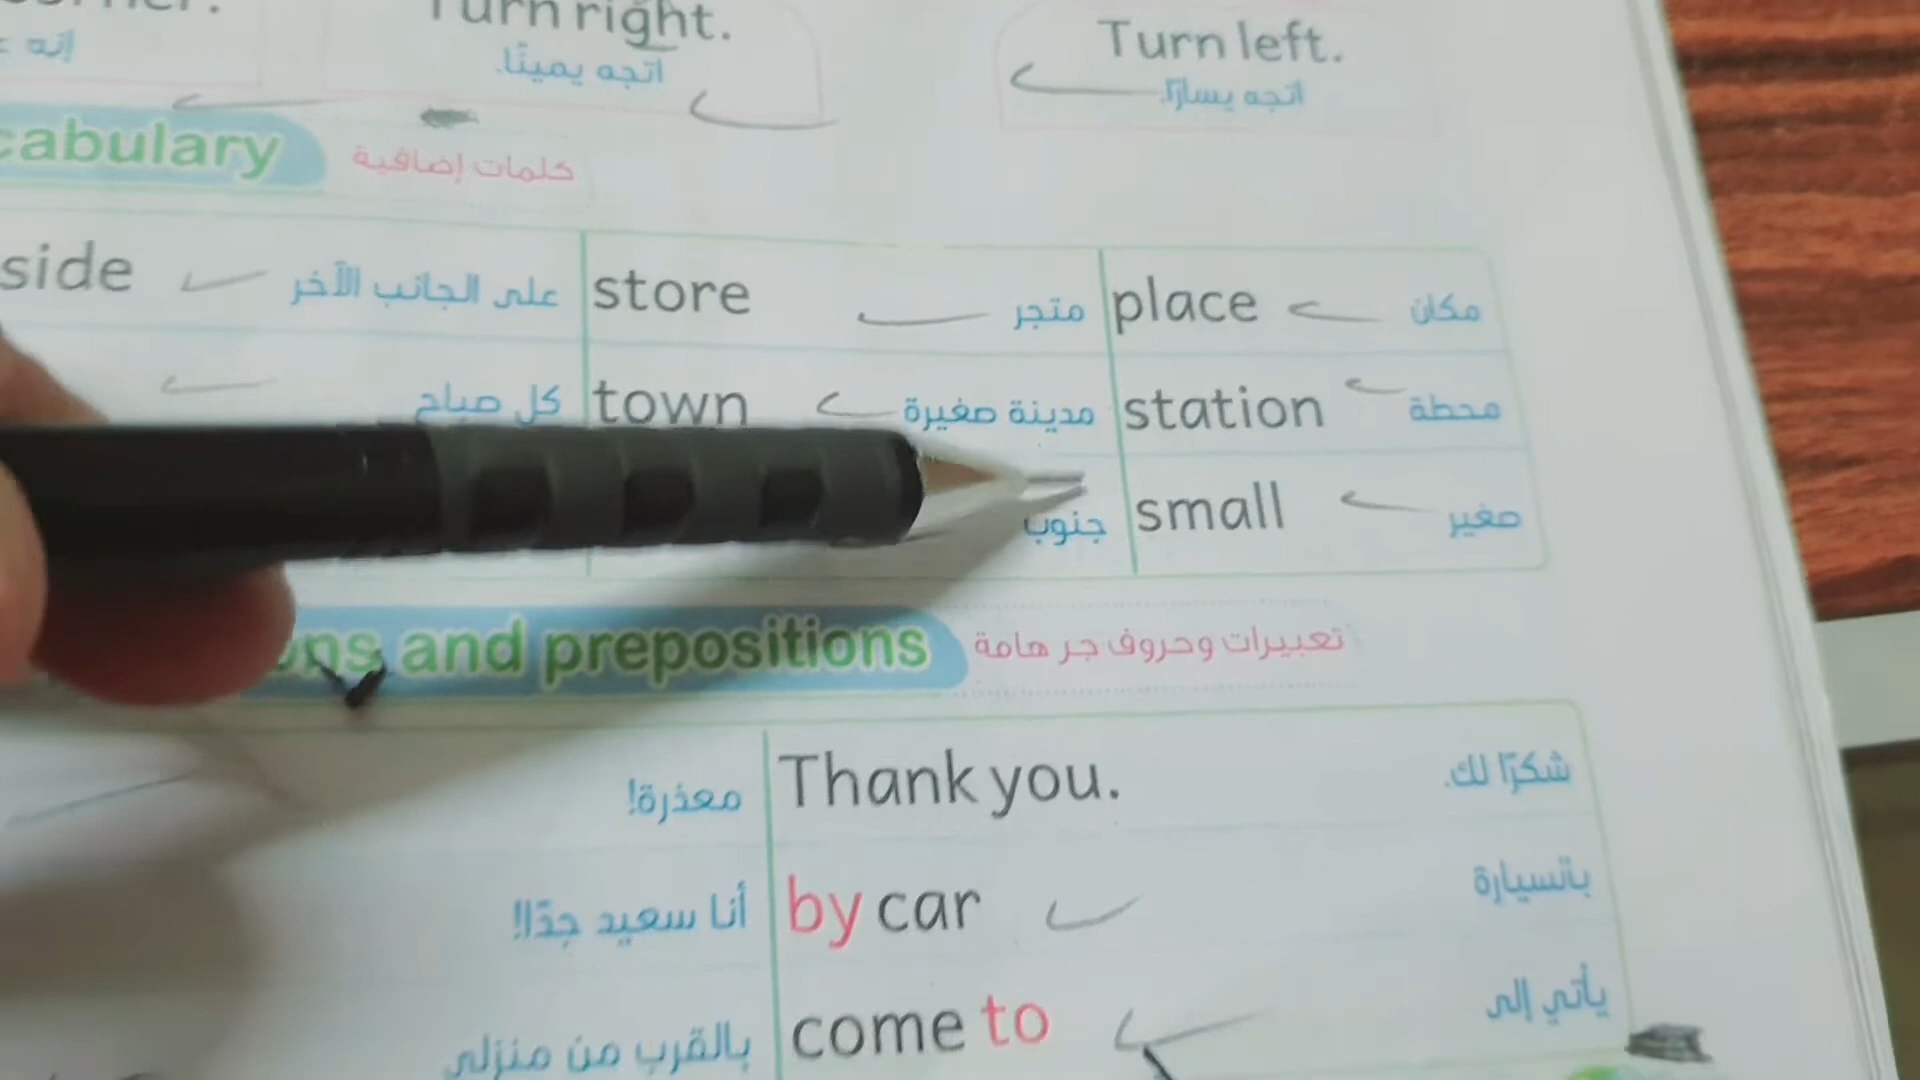 Turn right.
Turn left.
اتجه يمينًا.
اتجه يسارًا.
كلمات إضافية
side على الجانب الآخر store متجر place مكان
كل صباح town مدينة صغيرة station محطة
جنوب small صغير
and prepositions تعبيرات وحروف جر هامة
معذرة! Thank you. شكرًا لك.
أنا سعيد جدًا! by car بالسيارة
بالقرب من منزلي come to يأتي إلى